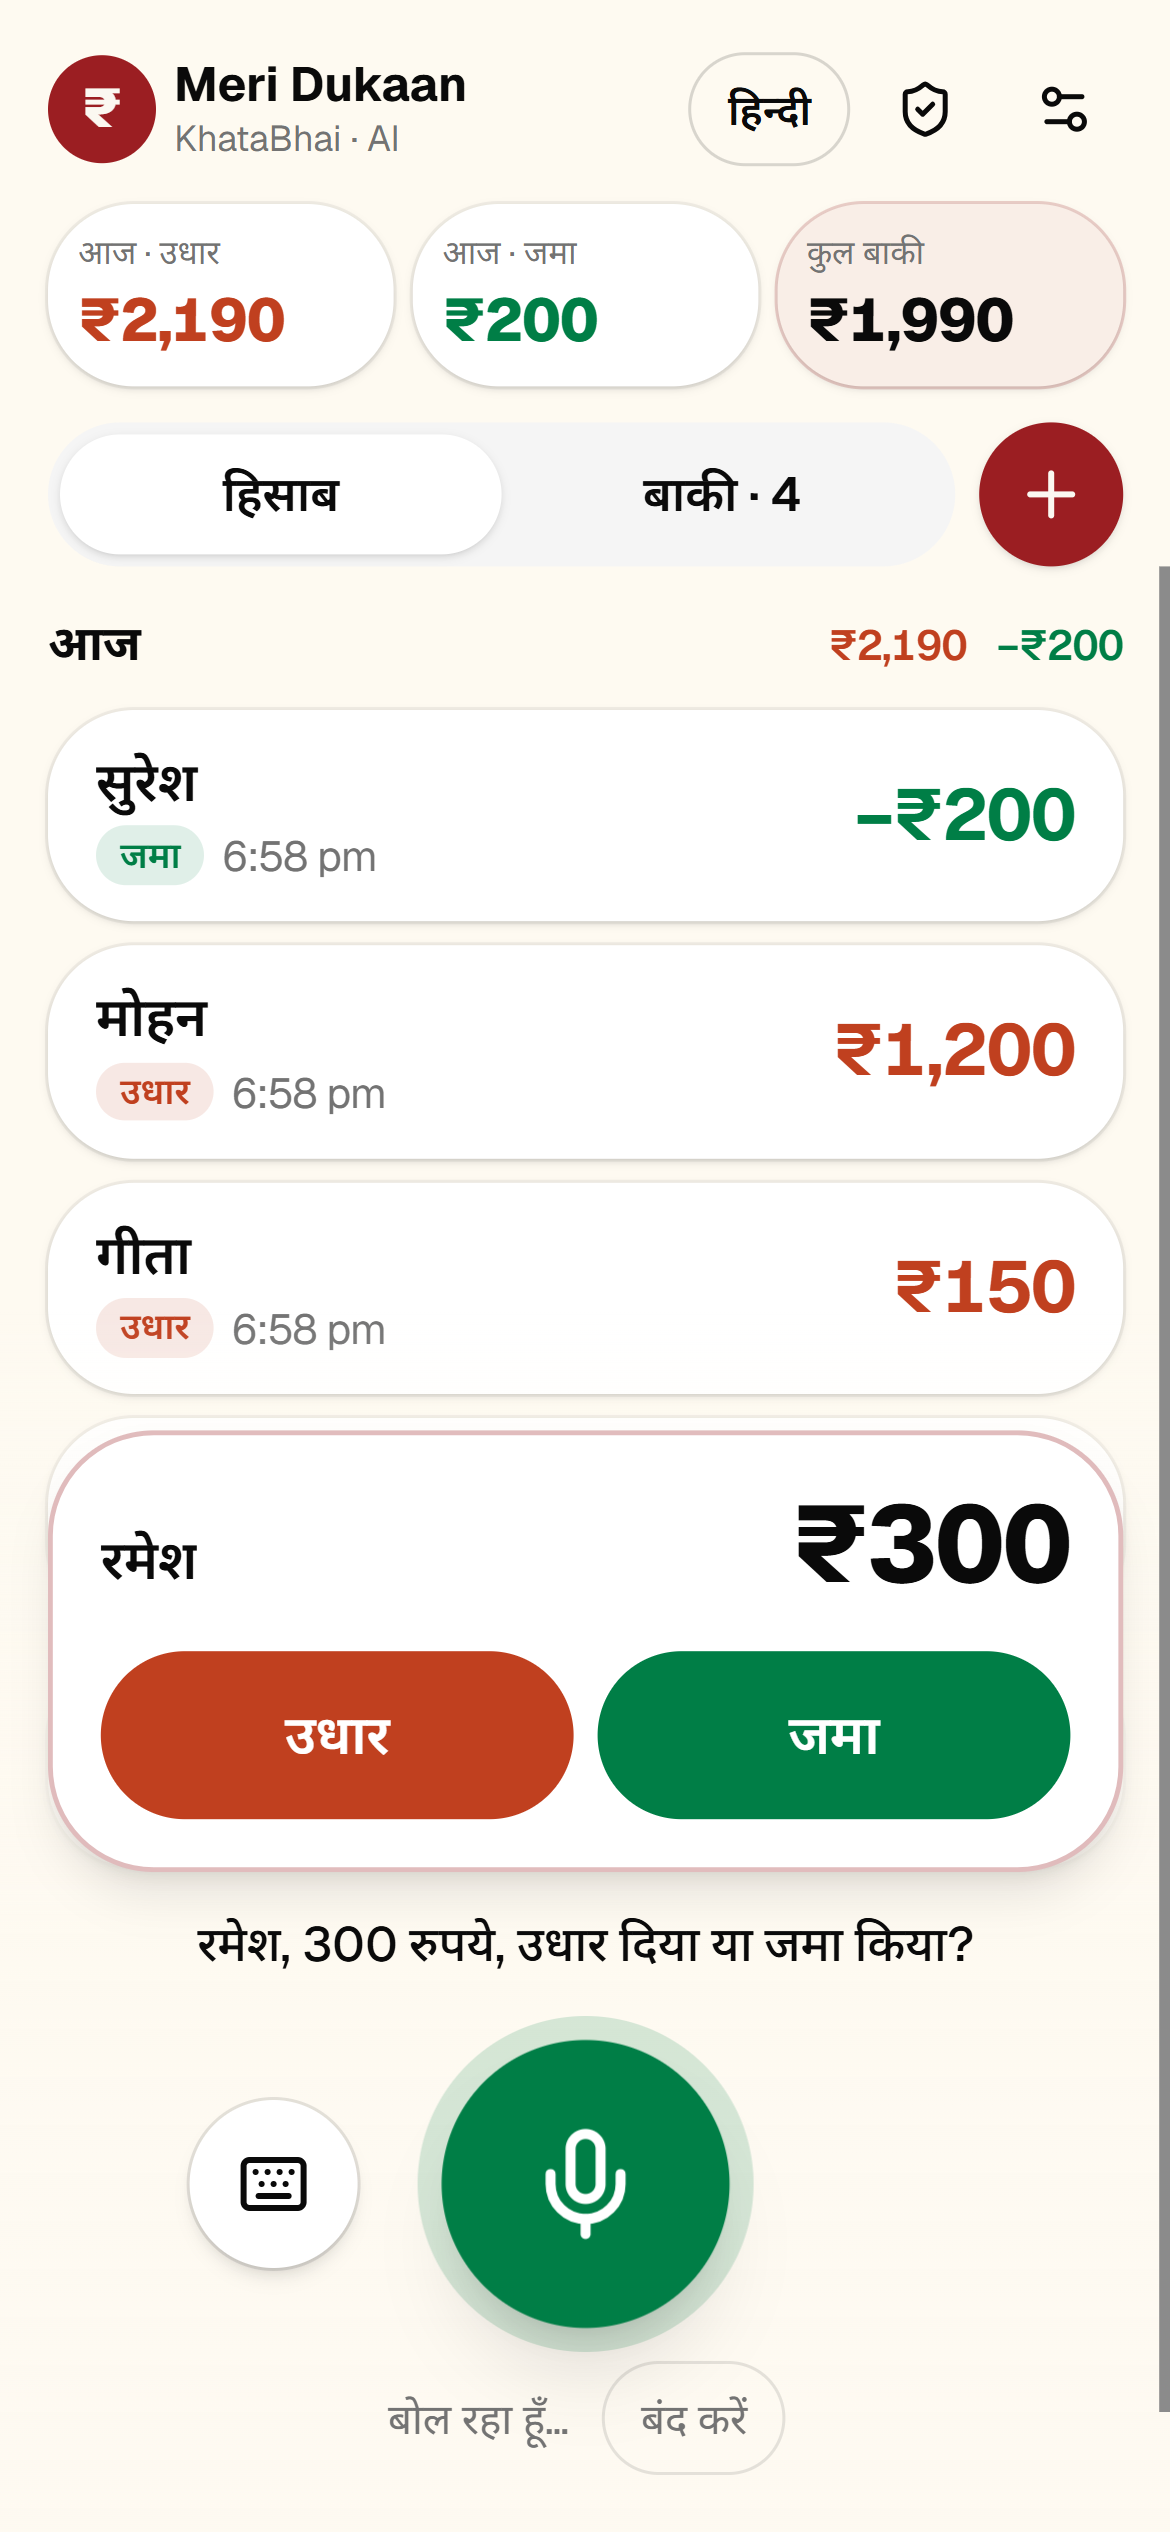 ₹
Meri Dukaan
KhataBhai · AI
हिन्दी
आज · उधार
₹2,190
आज · जमा
₹200
कुल बाकी
₹1,990
हिसाब
बाकी · 4
आज
₹2,190 −₹200
सुरेश
−₹200
जमा 6:58 pm
मोहन
₹1,200
उधार 6:58 pm
गीता
₹150
उधार 6:58 pm
रमेश
₹300
उधार
जमा
रमेश, 300 रुपये, उधार दिया या जमा किया?
बोल रहा हूँ…
बंद करें